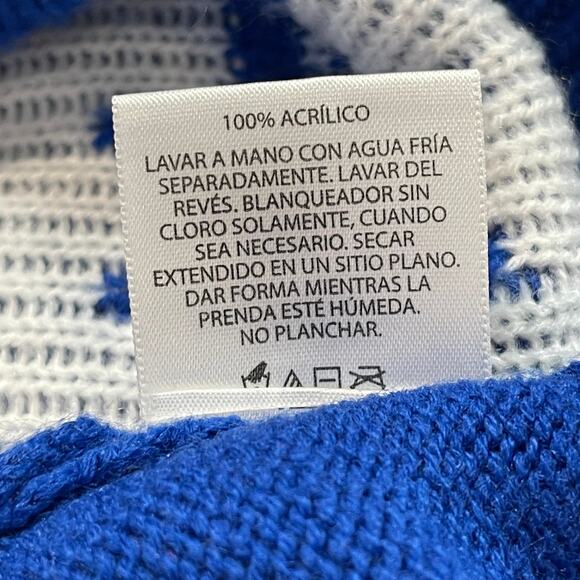 100% ACRÍLICO
LAVAR A MANO CON AGUA FRÍA
SEPARADAMENTE. LAVAR DEL
REVÉS. BLANQUEADOR SIN
CLORO SOLAMENTE, CUANDO
SEA NECESARIO. SECAR
EXTENDIDO EN UN SITIO PLANO.
DAR FORMA MIENTRAS LA
PRENDA ESTÉ HÚMEDA.
NO PLANCHAR.